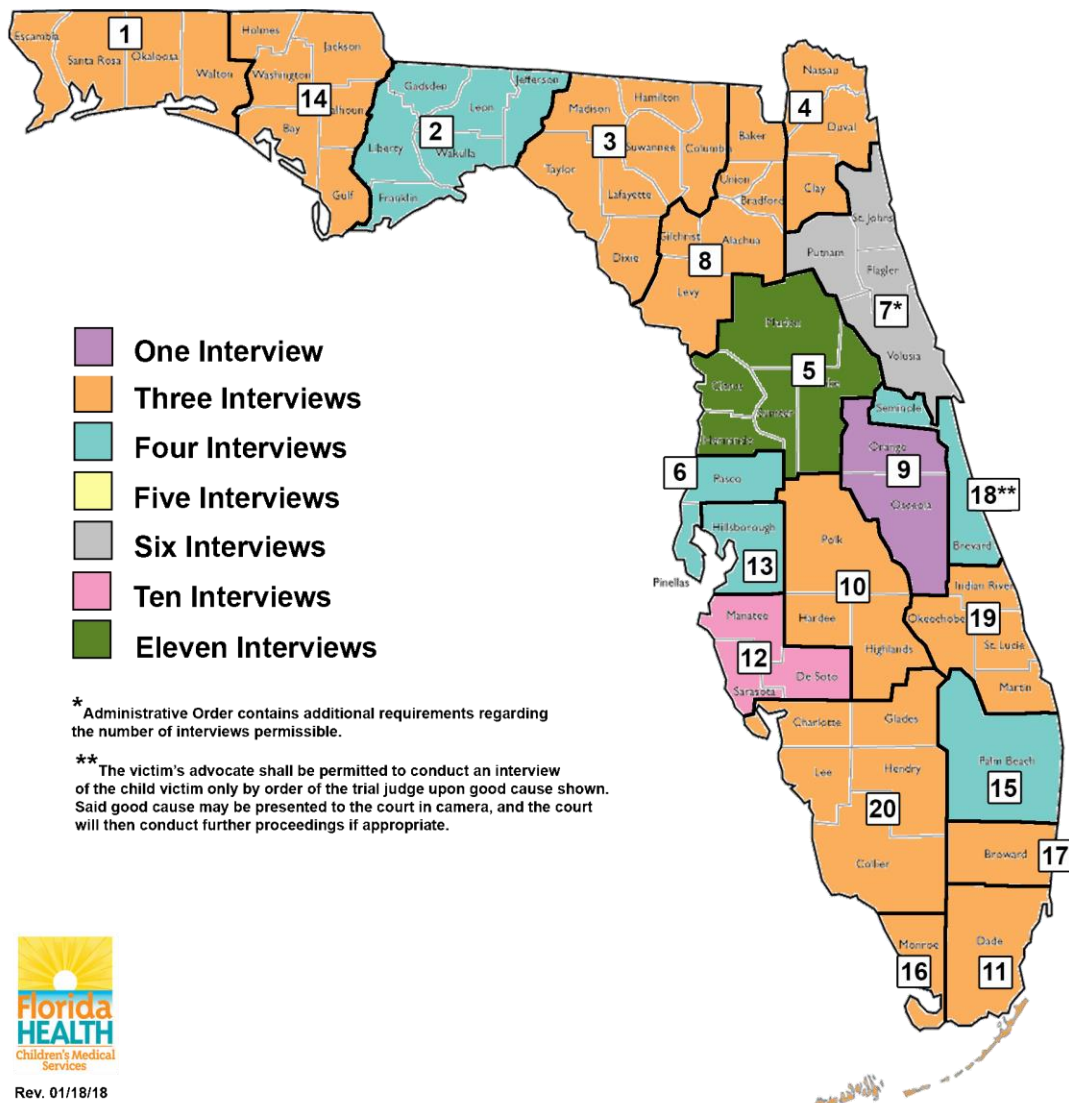 1
Escambia
Santa Rosa
Okaloosa
Walton
Holmes
Jackson
Washington
14
alhoun
Bay
Gulf
Gadsden
Jefferson
Leon
2
Liberty
Wakulla
Franklin
Madison
Hamilton
3
Suwannee
Columbia
Taylor
Lafayette
Dixie
Nassau
4
Duval
Baker
Union
Bradford
Clay
Gilchrist
Alachua
8
Levy
St. Johns
Putnam
Flagler
7*
Volusia
Marion
5
Citrus
ke
Sumter
Hernando
Seminole
Orange
9
Osceola
18**
Brevard
6
Pasco
Hillsborough
13
Pinellas
Polk
10
Hardee
Highlands
Indian River
Okeechobee
19
St. Lucie
Martin
Manatee
12
De Soto
Sarasota
Charlotte
Glades
Lee
Hendry
20
Collier
Palm Beach
15
Broward
17
Monroe
16
Dade
11
One Interview
Three Interviews
Four Interviews
Five Interviews
Six Interviews
Ten Interviews
Eleven Interviews
*Administrative Order contains additional requirements regarding
the number of interviews permissible.
**The victim's advocate shall be permitted to conduct an interview
of the child victim only by order of the trial judge upon good cause shown.
Said good cause may be presented to the court in camera, and the court
will then conduct further proceedings if appropriate.
Florida
HEALTH
Children's Medical
Services
Rev. 01/18/18